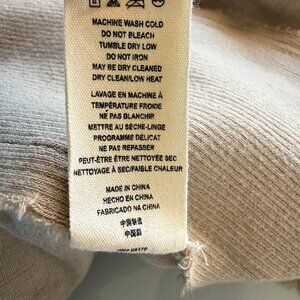 MACHINE WASH COLD
DO NOT BLEACH
TUMBLE DRY LOW
DO NOT IRON
MAY BE DRY CLEANED
DRY CLEAN/LOW HEAT
LAVAGE EN MACHINE À
TEMPÉRATURE FROIDE
NE PAS BLANCHIR
METTRE AU SÈCHE-LINGE
PROGRAMME DÉLICAT
NE PAS REPASSER
PEUT-ÊTRE ÊTRE NETTOYÉE SEC
NETTOYAGE À SEC/FAIBLE CHALEUR
MADE IN CHINA
HECHO EN CHINA
FABRICADO NA CHINA
中国制造
中国製